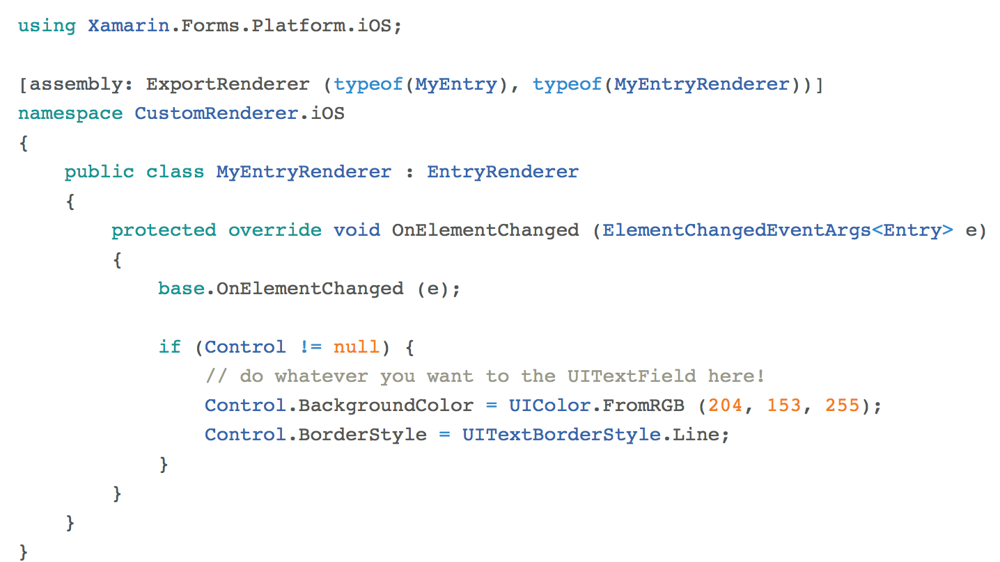 using Xamarin.Forms.Platform.iOS;
[assembly: ExportRenderer (typeof(MyEntry), typeof(MyEntryRenderer))]
namespace CustomRenderer.iOS
{
    public class MyEntryRenderer : EntryRenderer
    {
        protected override void OnElementChanged (ElementChangedEventArgs<Entry> e)
        {
            base.OnElementChanged (e);
            if (Control != null) {
                // do whatever you want to the UITextField here!
                Control.BackgroundColor = UIColor.FromRGB (204, 153, 255);
                Control.BorderStyle = UITextBorderStyle.Line;
            }
        }
    }
}